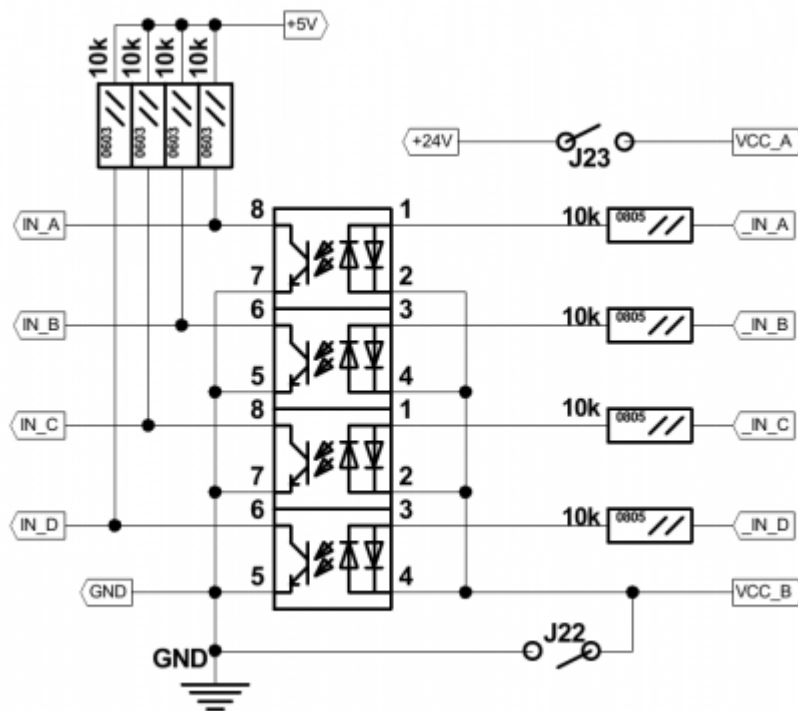 +5V
10k 10k 10k 10k
0603 0603 0603 0603
+24V J23 VCC_A
IN_A 8 1 10k 0805 _IN_A
7 2
IN_B 6 3 10k 0805 _IN_B
5 4
IN_C 8 1 10k 0805 _IN_C
7 2
IN_D 6 3 10k 0805 _IN_D
GND 5 4 VCC_B
J22
GND